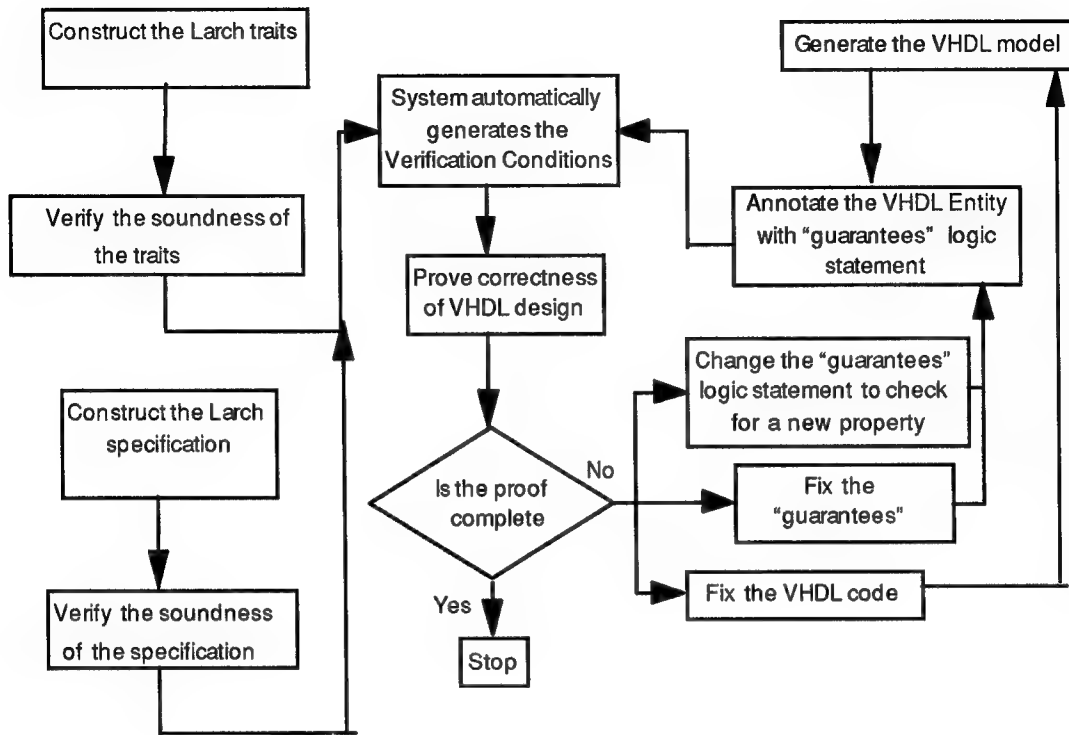 Construct the Larch traits
Verify the soundness of
the traits
Construct the Larch
specification
Verify the soundness
of the specification
System automatically
generates the
Verification Conditions
Prove correctness
of VHDL design
Is the proof
complete
Yes
Stop
No
Generate the VHDL model
Annotate the VHDL Entity
with “guarantees” logic
statement
Change the “guarantees”
logic statement to check
for a new property
Fix the
“guarantees”
Fix the VHDL code